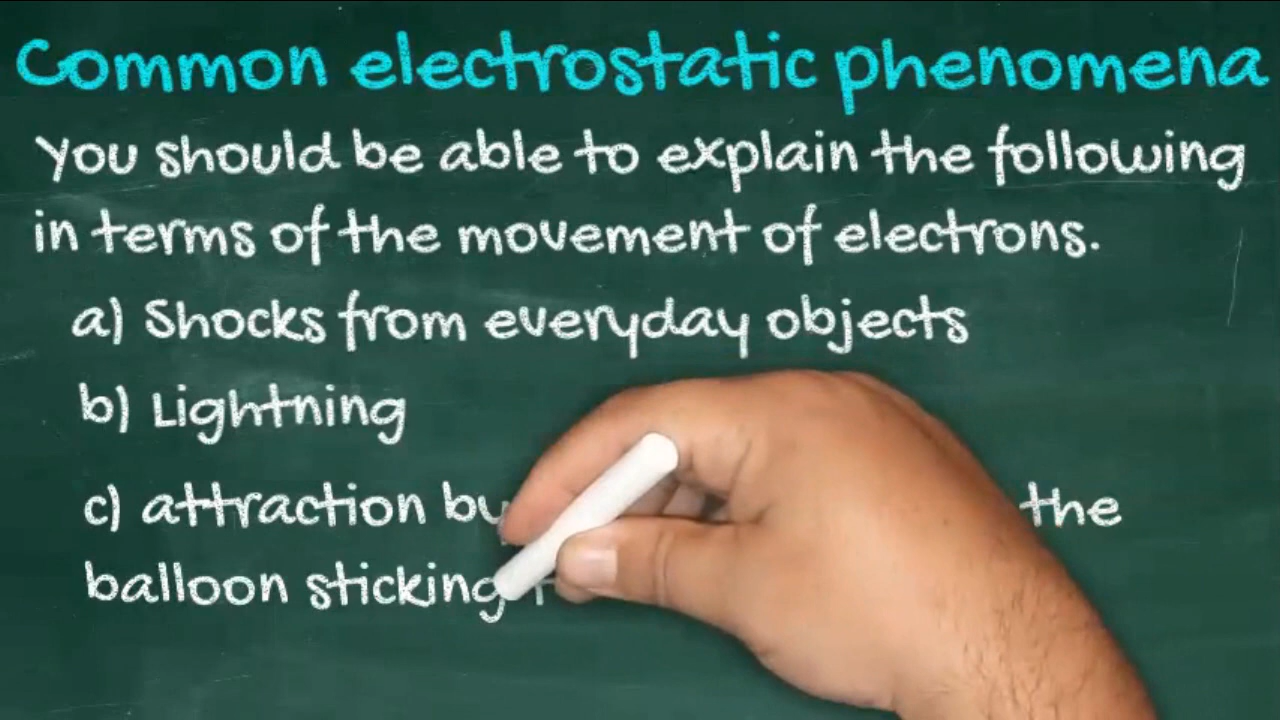 Common electrostatic phenomena
You should be able to explain the following
in terms of the movement of electrons.
a) Shocks from everyday objects
b) Lightning
c) attraction by the
balloon sticking